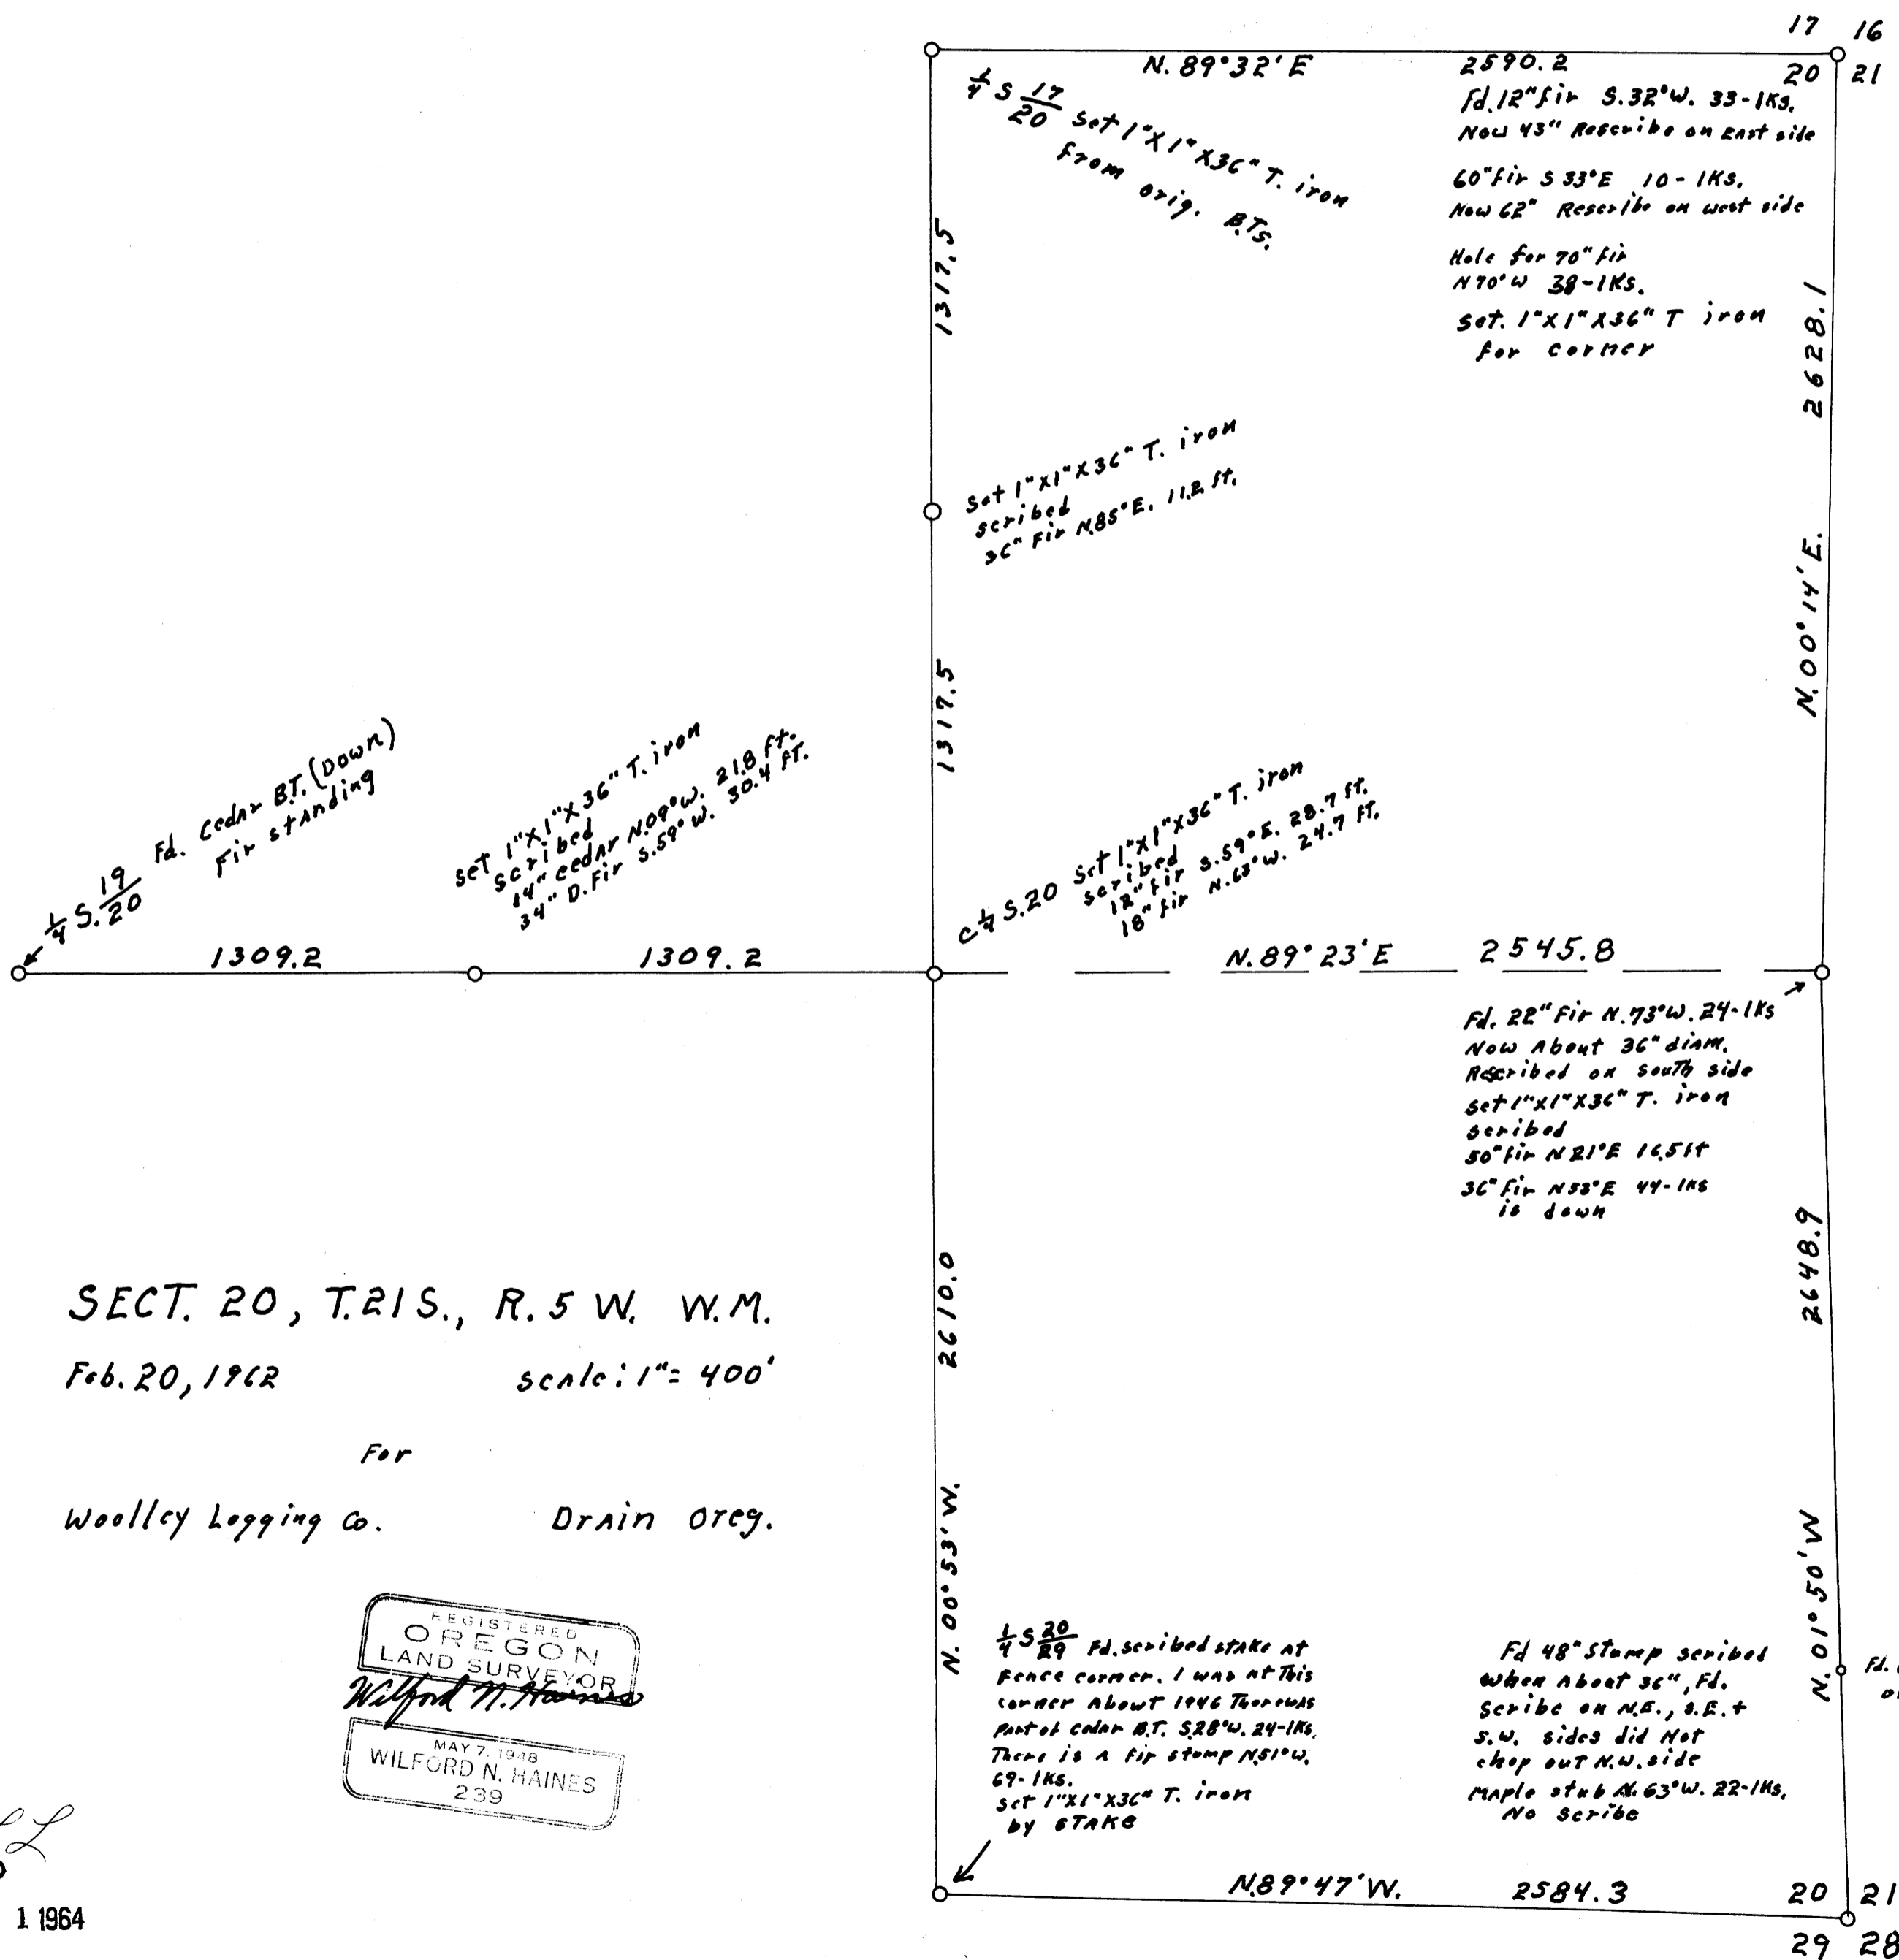 17 16
20 21
N. 89°32' E 2590.2
1/4 S 17/20 Set 1"X1"X36" T. iron
from orig. B.Ts.
Fd. 12" fir S. 32°W. 33-lks.
Now 43" Rescribe on East side
60" fir S 33°E 10-lks.
Now 62" Rescribe on west side
Hole for 70" fir
N70°W 38-lks.
Set. 1"X1"X36" T iron
for corner
1317.5
2628.1
N.00°14'E.
Set 1"X1"X36" T. iron
scribed
36" Fir N.85°E. 11.2 ft.
1317.5
1/4 S. 19/20 Fd. Cedar B.T. (Down)
Fir standing
set 1"X1"X36" T. iron
scribed
14" cedar N.09°W. 21.8 ft.
34" D. Fir S.59°W. 30.4 FT.
C 1/4 S.20 Set 1"X1"X36" T. iron
scribed
12" fir S.59°E. 28.7 ft.
18" fir N.63°W. 24.7 FT.
1309.2 1309.2 N.89°23'E 2545.8
Fd. 22" Fir N.73°W. 24-lks
Now About 36" diam.
Rescribed on South side
set 1"X1"X36" T. iron
scribed
50" fir N 21°E 16.5 ft
36" Fir N53°E 44-lks
is down
2610.0
2648.9
SECT. 20, T.21S., R. 5 W. W.M.
Feb. 20, 1962 scale: 1"= 400'
For
Woolley Logging Co. Drain Oreg.
N. 00°53'W.
N. 01°50'W
REGISTERED
OREGON
LAND SURVEYOR
Wilford N. Haines
MAY 7, 1948
WILFORD N. HAINES
239
1/4 S 20/29 Fd. scribed stake at
Fence corner. I was at This
corner About 1946 There was
Part of cedar B.T. S28°W. 24-lks.
There is A fir stump N51°W.
69-lks.
set 1"X1"X36" T. iron
by STAKE
Fd 48" Stump scribed
When About 36", Fd.
Scribe on N.E., S.E. +
S.W. sides did Not
chop out N.W. side
Maple stub N.63°W. 22-lks.
No scribe
Fd.
N.89°47'W. 2584.3
20 21
29 28
1 1964